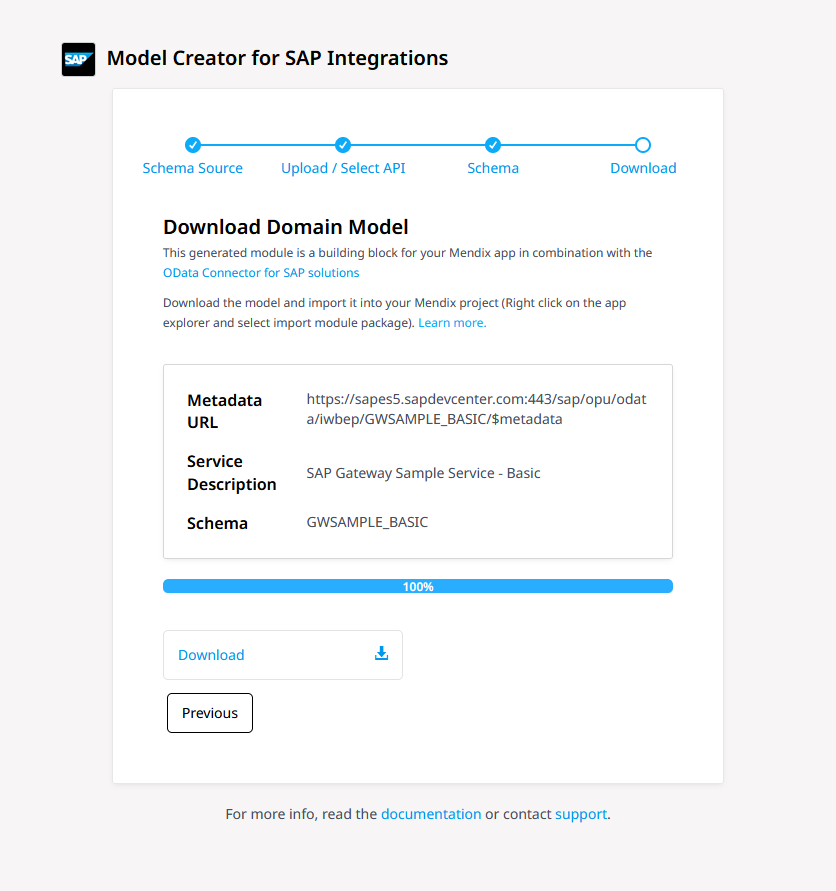 SAP
Model Creator for SAP Integrations
Schema Source
Upload / Select API
Schema
Download
Download Domain Model
This generated module is a building block for your Mendix app in combination with the
OData Connector for SAP solutions
Download the model and import it into your Mendix project (Right click on the app
explorer and select import module package). Learn more.
Metadata
URL
https://sapes5.sapdevcenter.com:443/sap/opu/odat
a/iwbep/GWSAMPLE_BASIC/$metadata
Service
Description
SAP Gateway Sample Service - Basic
Schema
GWSAMPLE_BASIC
100%
Download
Previous
For more info, read the documentation or contact support.